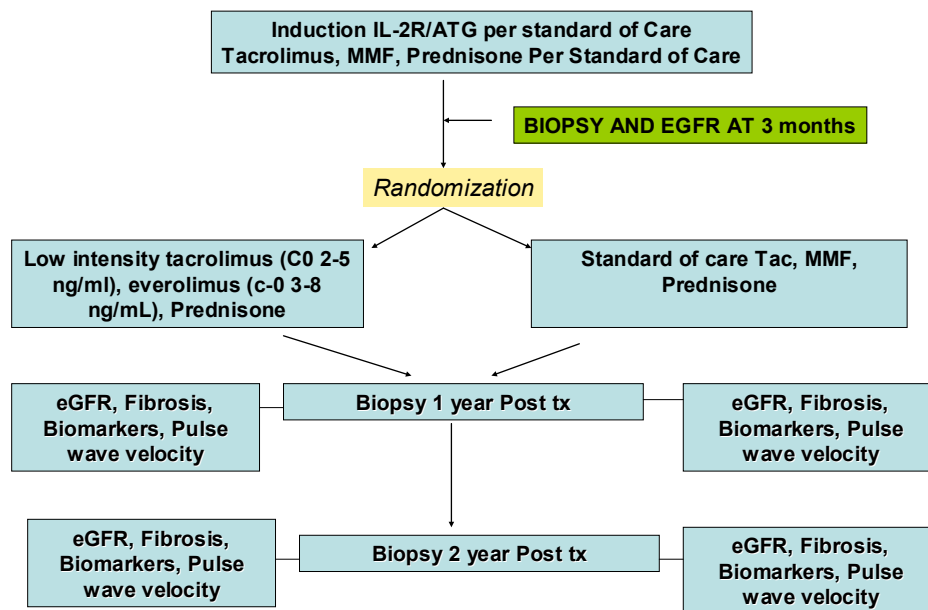 Induction IL-2R/ATG per standard of Care
Tacrolimus, MMF, Prednisone Per Standard of Care
BIOPSY AND EGFR AT 3 months
Randomization
Low intensity tacrolimus (C0 2-5
ng/ml), everolimus (c-0 3-8
ng/mL), Prednisone
Standard of care Tac, MMF,
Prednisone
eGFR, Fibrosis,
Biomarkers, Pulse
wave velocity
Biopsy 1 year Post tx
eGFR, Fibrosis,
Biomarkers, Pulse
wave velocity
eGFR, Fibrosis,
Biomarkers, Pulse
wave velocity
Biopsy 2 year Post tx
eGFR, Fibrosis,
Biomarkers, Pulse
wave velocity